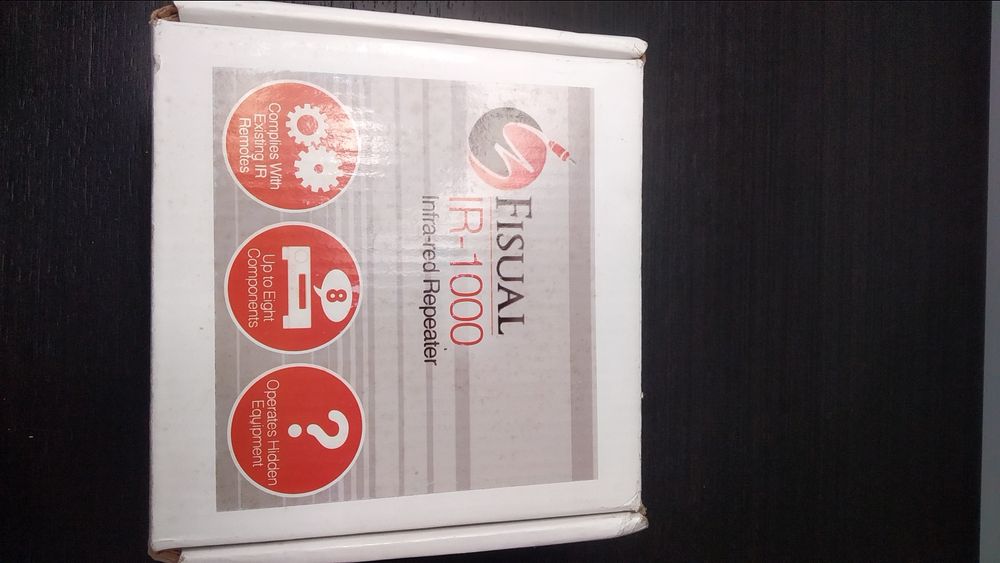 FISUAL
IR-1000
Infra-red Repeater
Complies With
Existing IR
Remotes
8
Up to Eight
Components
?
Operates Hidden
Equipment